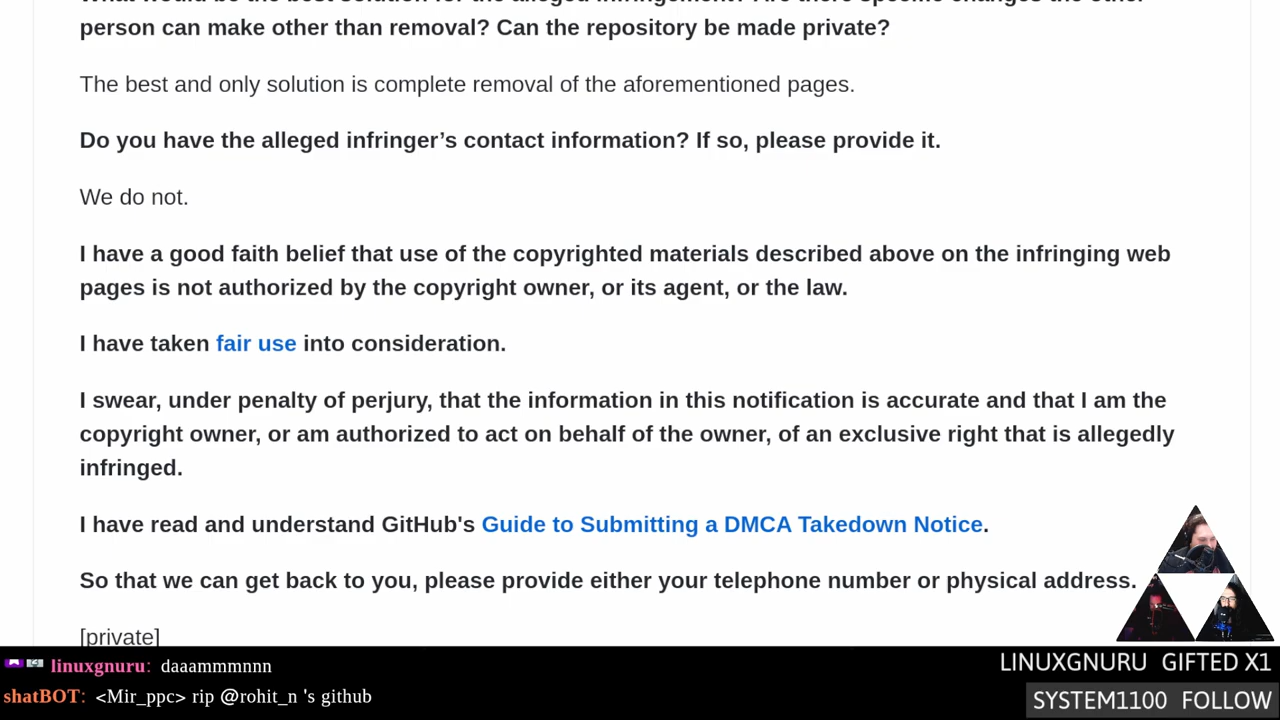 person can make other than removal? Can the repository be made private?
The best and only solution is complete removal of the aforementioned pages.
Do you have the alleged infringer’s contact information? If so, please provide it.
We do not.
I have a good faith belief that use of the copyrighted materials described above on the infringing web
pages is not authorized by the copyright owner, or its agent, or the law.
I have taken fair use into consideration.
I swear, under penalty of perjury, that the information in this notification is accurate and that I am the
copyright owner, or am authorized to act on behalf of the owner, of an exclusive right that is allegedly
infringed.
I have read and understand GitHub's Guide to Submitting a DMCA Takedown Notice.
So that we can get back to you, please provide either your telephone number or physical address.
[private]
linuxgnuru: daaammmnnn
shatBOT: <Mir_ppc> rip @rohit_n 's github
LINUXGNURU GIFTED X1
SYSTEM1100 FOLLOW